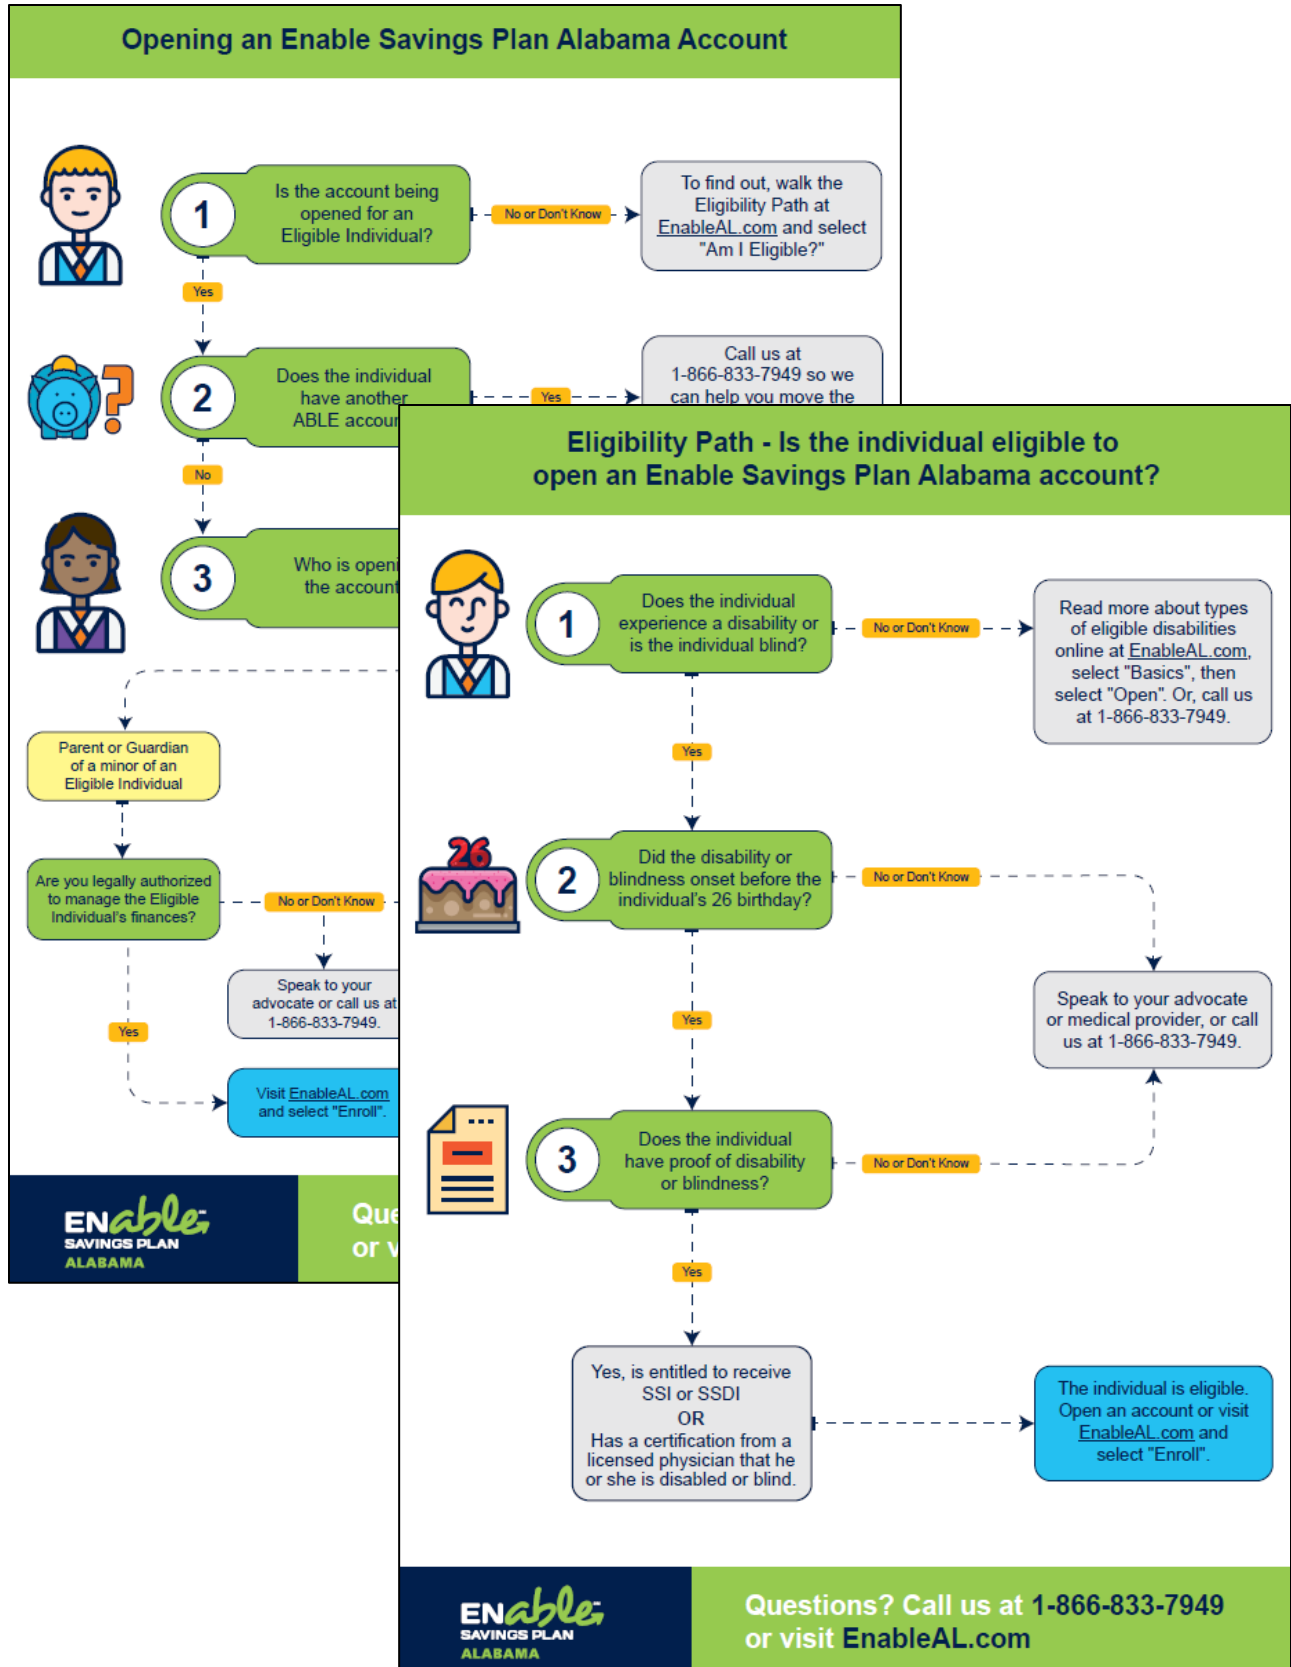 Opening an Enable Savings Plan Alabama Account
1
Is the account being
opened for an
Eligible Individual?
No or Don't Know
To find out, walk the
Eligibility Path at
EnableAL.com and select
"Am I Eligible?"
Yes
2
Does the individual
have another
ABLE accoun
Yes
Call us at
1-866-833-7949 so we
can help you move the
No
3
Who is openi
the account
Parent or Guardian
of a minor of an
Eligible Individual
Are you legally authorized
to manage the Eligible
Individual's finances?
No or Don't Know
Speak to your
advocate or call us at
1-866-833-7949.
Yes
Visit EnableAL.com
and select "Enroll".
ENable
SAVINGS PLAN
ALABAMA
Que
or v
Eligibility Path - Is the individual eligible to
open an Enable Savings Plan Alabama account?
1
Does the individual
experience a disability or
is the individual blind?
No or Don't Know
Read more about types
of eligible disabilities
online at EnableAL.com,
select "Basics", then
select "Open". Or, call us
at 1-866-833-7949.
Yes
26
2
Did the disability or
blindness onset before the
individual's 26 birthday?
No or Don't Know
Speak to your advocate
or medical provider, or call
us at 1-866-833-7949.
Yes
3
Does the individual
have proof of disability
or blindness?
No or Don't Know
Yes
Yes, is entitled to receive
SSI or SSDI
OR
Has a certification from a
licensed physician that he
or she is disabled or blind.
The individual is eligible.
Open an account or visit
EnableAL.com and
select "Enroll".
ENable
SAVINGS PLAN
ALABAMA
Questions? Call us at 1-866-833-7949
or visit EnableAL.com